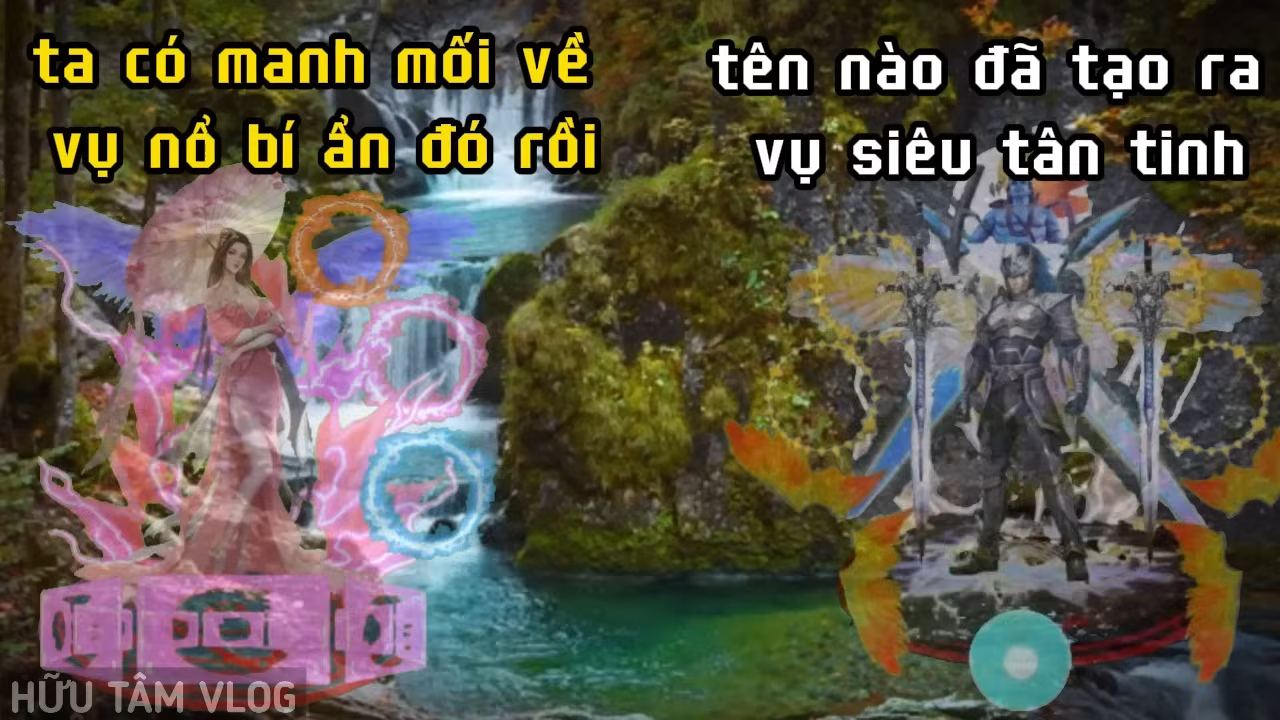 ta có manh mối về
vụ nổ bí ẩn đó rồi
tên nào đã tạo ra
vụ siêu tân tinh
HỮU TÂM VLOG